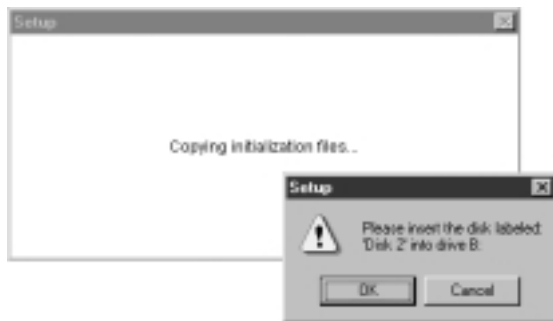 Setup
Copying initialization files...
Setup
Please insert the disk labeled:
'Disk 2' into drive B:
OK
Cancel